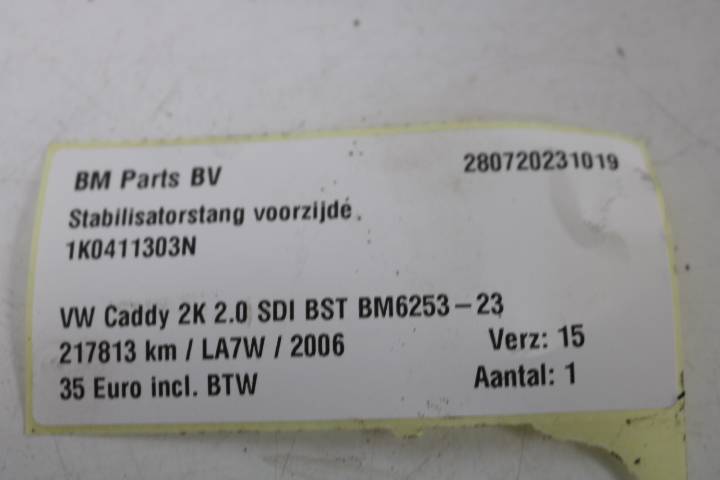 BM Parts BV 280720231019
Stabilisatorstang voorzijde
1K0411303N
VW Caddy 2K 2.0 SDI BST BM6253-23
217813 km / LA7W / 2006 Verz: 15
35 Euro incl. BTW Aantal: 1